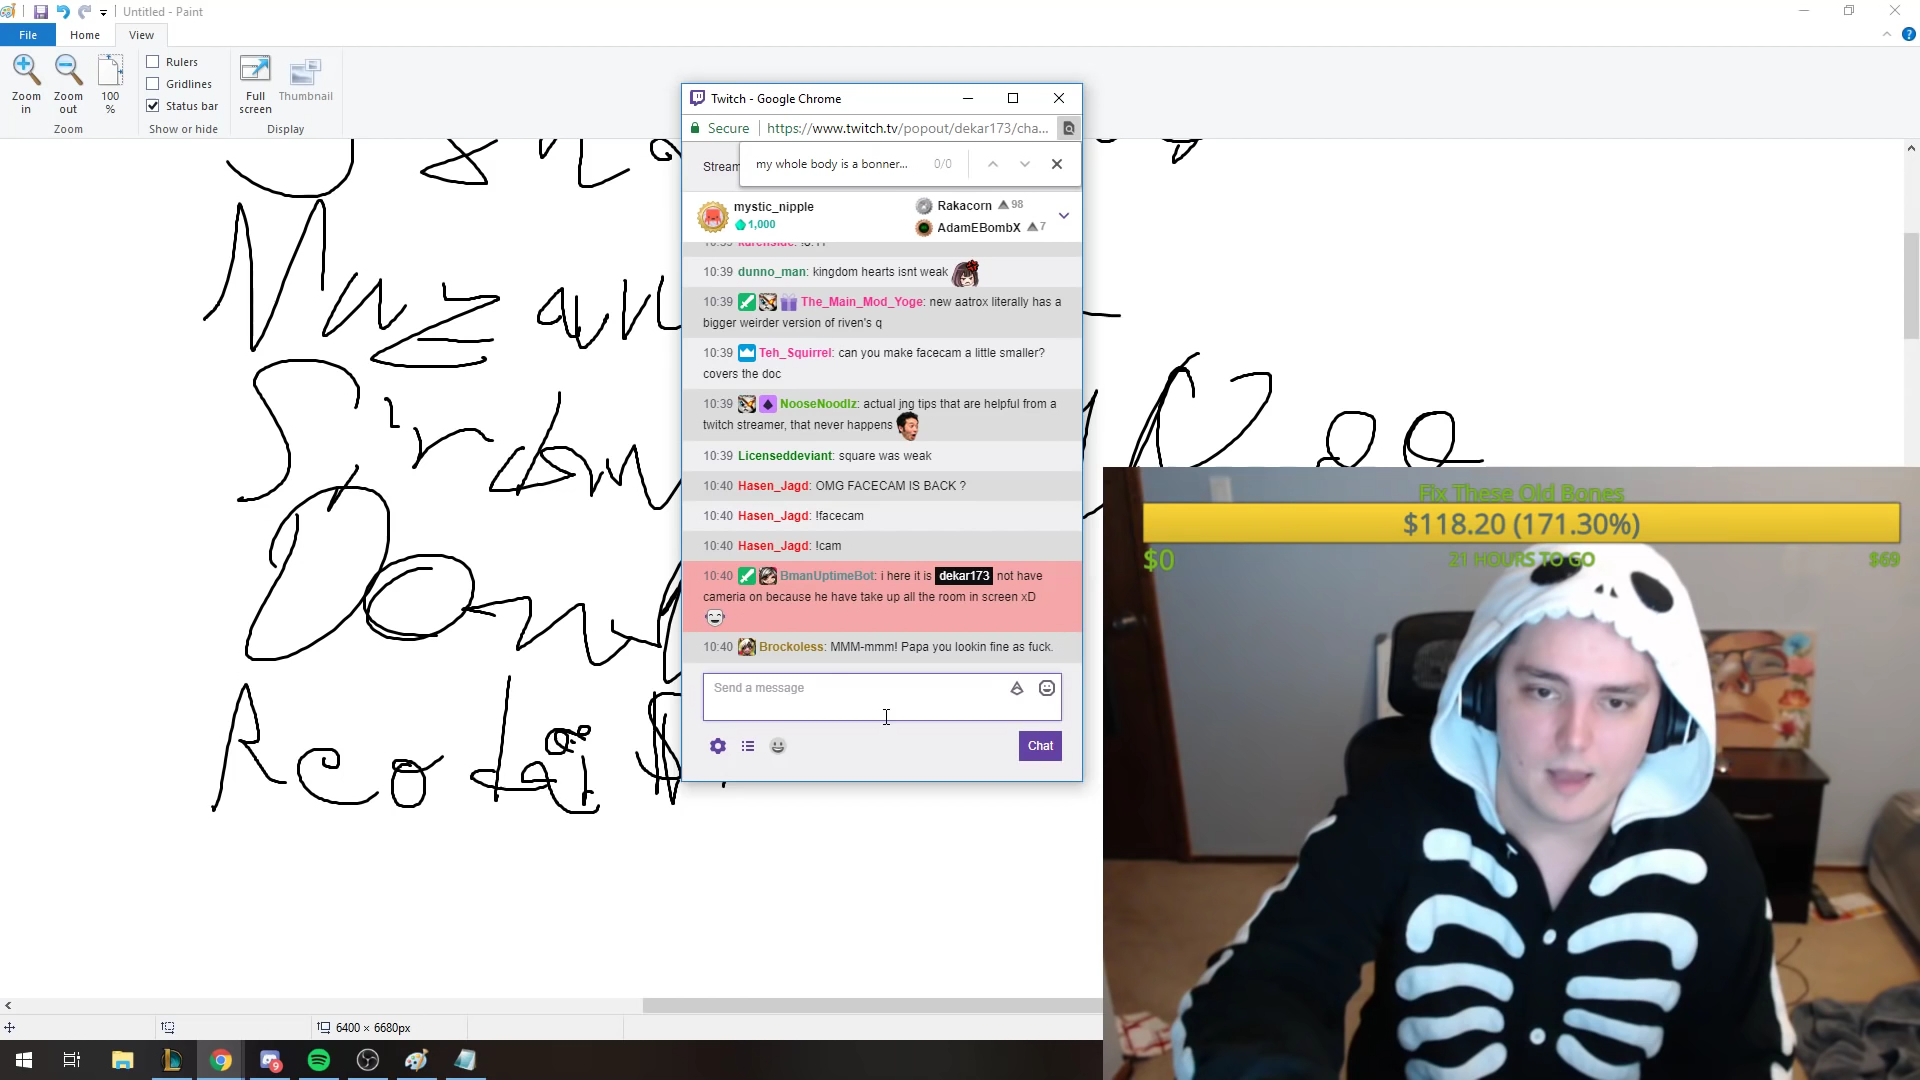 Untitled - Paint
File Home View
Rulers
Gridlines
Status bar
Zoom in
Zoom out
100 %
Full screen
Thumbnail
Zoom
Show or hide
Display
Twitch - Google Chrome
Secure https://www.twitch.tv/popout/dekar173/cha...
my whole body is a bonner... 0/0
Stream
mystic_nipple
1,000
Rakacorn 98
AdamEBombX 7
10:39 dunno_man: kingdom hearts isnt weak
10:39 The_Main_Mod_Yoge: new aatrox literally has a
bigger weirder version of riven's q
10:39 Teh_Squirrel: can you make facecam a little smaller?
covers the doc
10:39 NooseNoodlz: actual jng tips that are helpful from a
twitch streamer, that never happens
10:39 Licenseddeviant: square was weak
10:40 Hasen_Jagd: OMG FACECAM IS BACK ?
10:40 Hasen_Jagd: !facecam
10:40 Hasen_Jagd: !cam
10:40 BmanUptimeBot: i here it is dekar173 not have
cameria on because he have take up all the room in screen xD
10:40 Brockoless: MMM-mmm! Papa you lookin fine as fuck.
Send a message
Chat
Fix These Old Bones
$118.20 (171.30%)
$0 21 HOURS TO GO $69
6400 × 6680px
9